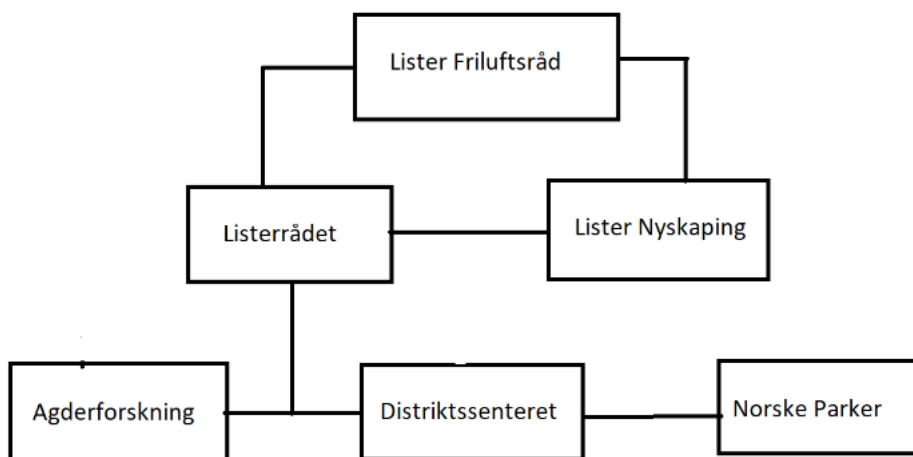 Lister Friluftsråd
Listerrådet
Lister Nyskaping
Agderforskning
Distriktssenteret
Norske Parker